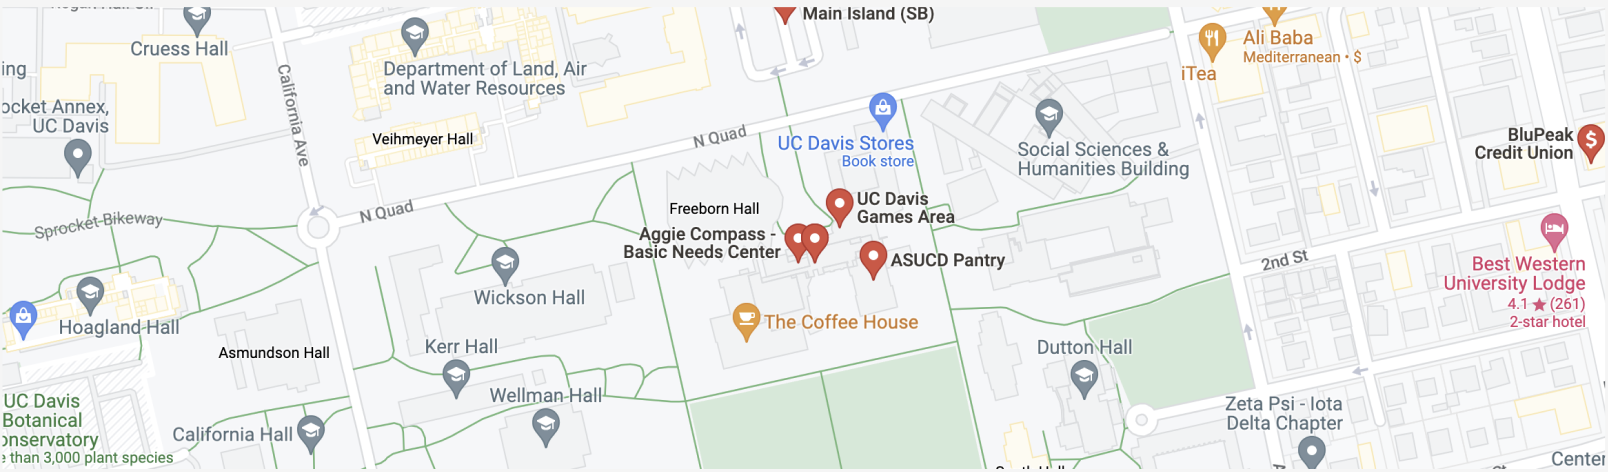 Main Island (SB)
Cruess Hall
Ali Baba
Mediterranean • $
iTea
Department of Land, Air
and Water Resources
California Ave
ing
ocket Annex,
UC Davis
Veihmeyer Hall
N Quad
UC Davis Stores
Book store
Social Sciences &
Humanities Building
BluPeak
Credit Union
Sprocket Bikeway
N Quad
Freeborn Hall
UC Davis
Games Area
Aggie Compass -
Basic Needs Center
ASUCD Pantry
2nd St
Best Western
University Lodge
4.1 ★ (261)
2-star hotel
Wickson Hall
Hoagland Hall
The Coffee House
Asmundson Hall
Kerr Hall
Dutton Hall
Wellman Hall
UC Davis
Botanical
onservatory
e than 3,000 plant species
California Hall
Zeta Psi - Iota
Delta Chapter
Center